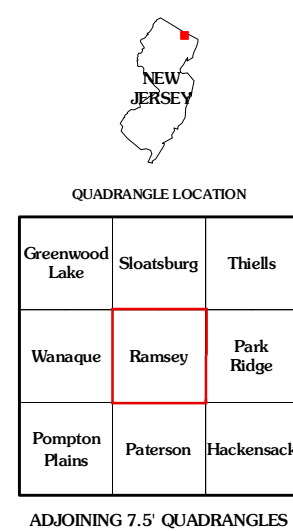 NEW
JERSEY
QUADRANGLE LOCATION
Greenwood
Lake
Sloatsburg
Thiells
Wanaque
Ramsey
Park
Ridge
Pompton
Plains
Paterson
Hackensack
ADJOINING 7.5' QUADRANGLES